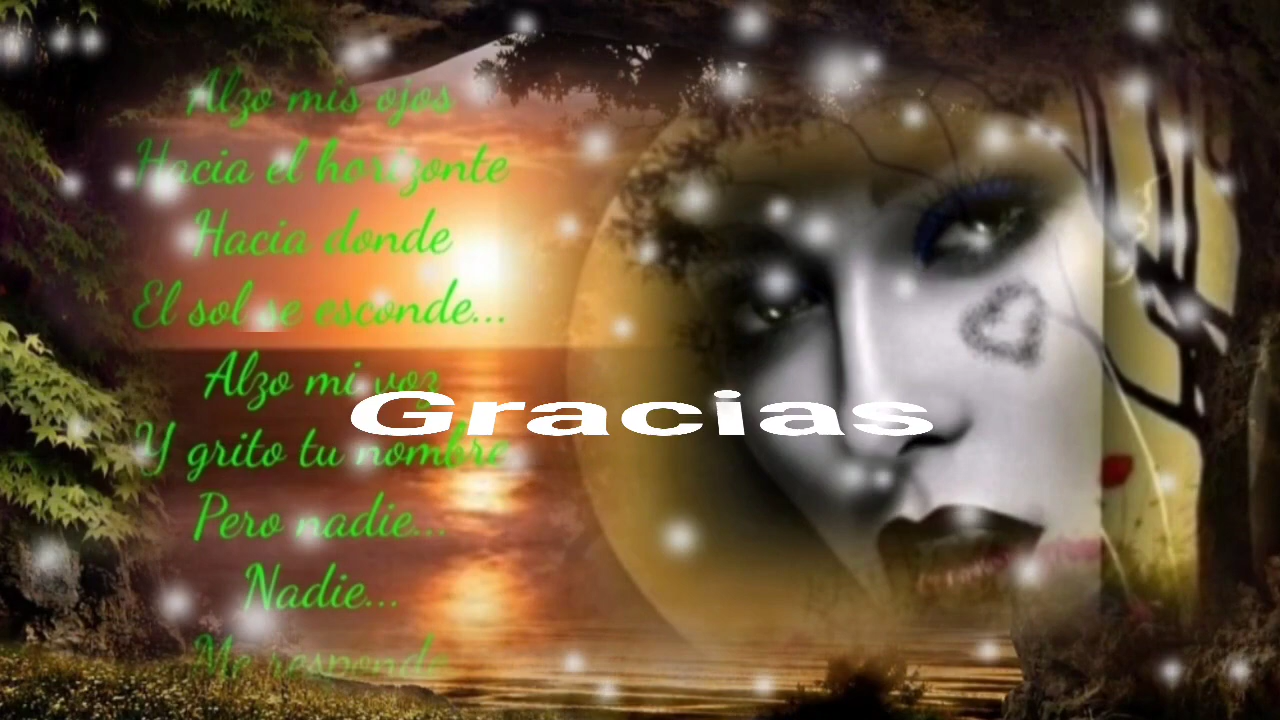 Alzo mis ojos
Hacia el horizonte
Hacia donde
El sol se esconde...
Alzo mi voz
Gracias
Y grito tu nombre
Pero nadie...
Nadie...
Me responde